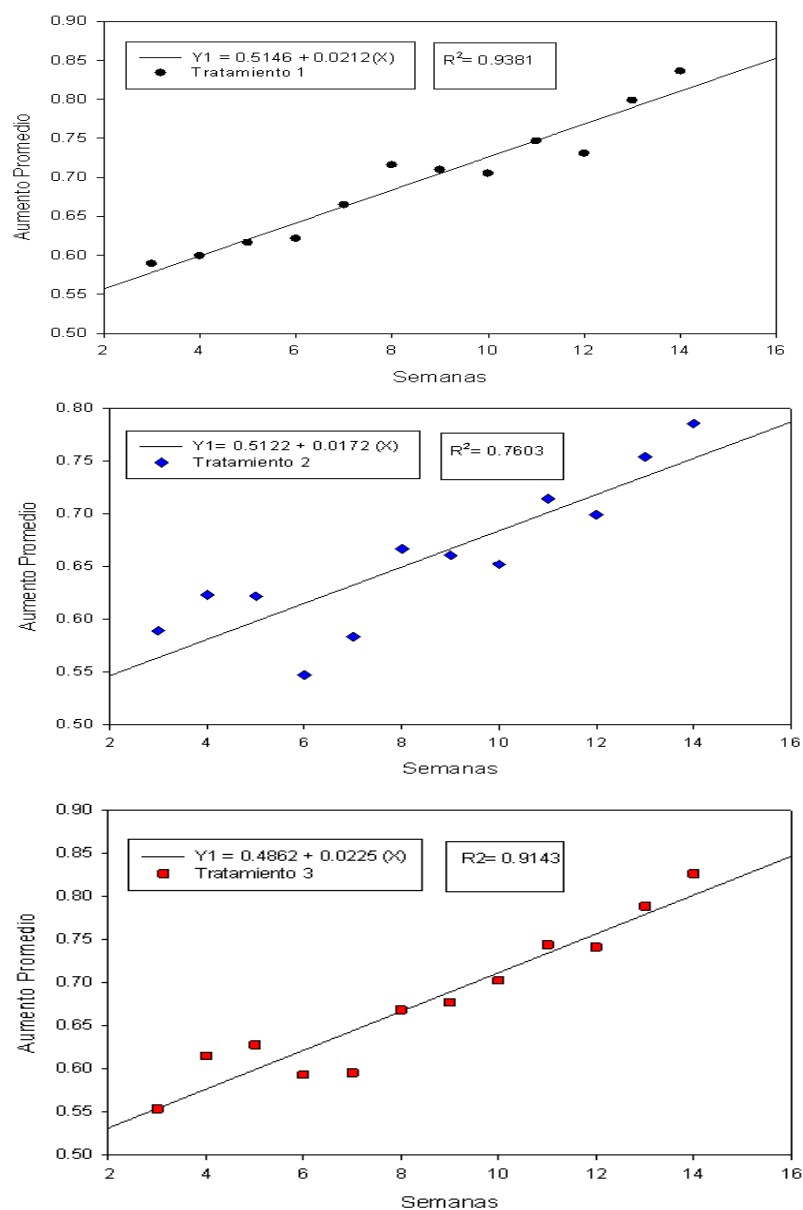 Aumento Promedio
0.90
0.85
0.80
0.75
0.70
0.65
0.60
0.55
0.50
Y1 = 0.5146 + 0.0212(X)
Tratamiento 1
R2= 0.9381
2 4 6 8 10 12 14 16
Semanas
Aumento Promedio
0.80
0.75
0.70
0.65
0.60
0.55
0.50
Y1= 0.5122 + 0.0172 (X)
Tratamiento 2
R2= 0.7603
2 4 6 8 10 12 14 16
Semanas
Aumento Promedio
0.90
0.85
0.80
0.75
0.70
0.65
0.60
0.55
0.50
Y1 = 0.4862 + 0.0225 (X)
Tratamiento 3
R2= 0.9143
2 4 6 8 10 12 14 16
Semanas